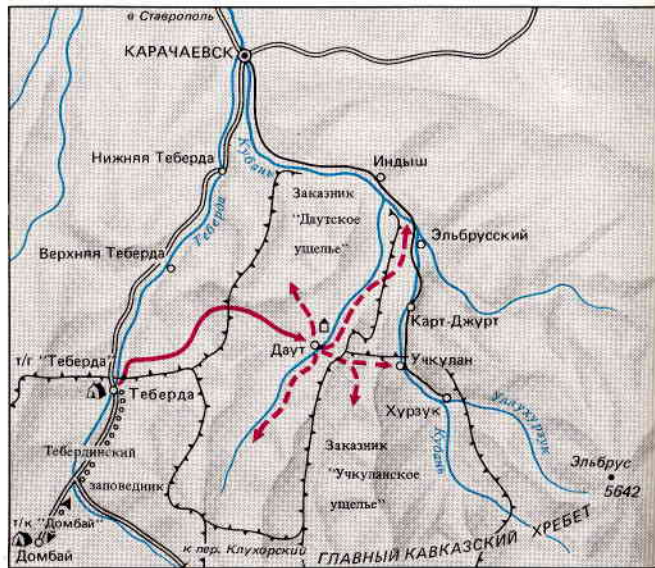 в Ставрополь
КАРАЧАЕВСК
Кубань
Нижняя Теберда
Индыш
Заказник
"Даутское
ущелье"
Теберда
Эльбрусский
Верхняя Теберда
Карт-Джурт
Даут
т/г "Теберда"
Учкулан
Теберда
Хурзук
Уллухурзук
Кубань
Тебердинский
заповедник
Заказник
"Учкуланское
ущелье"
Эльбрус
5642
т/к "Домбай"
Домбай
к пер. Клухорский
ГЛАВНЫЙ КАВКАЗСКИЙ ХРЕБЕТ